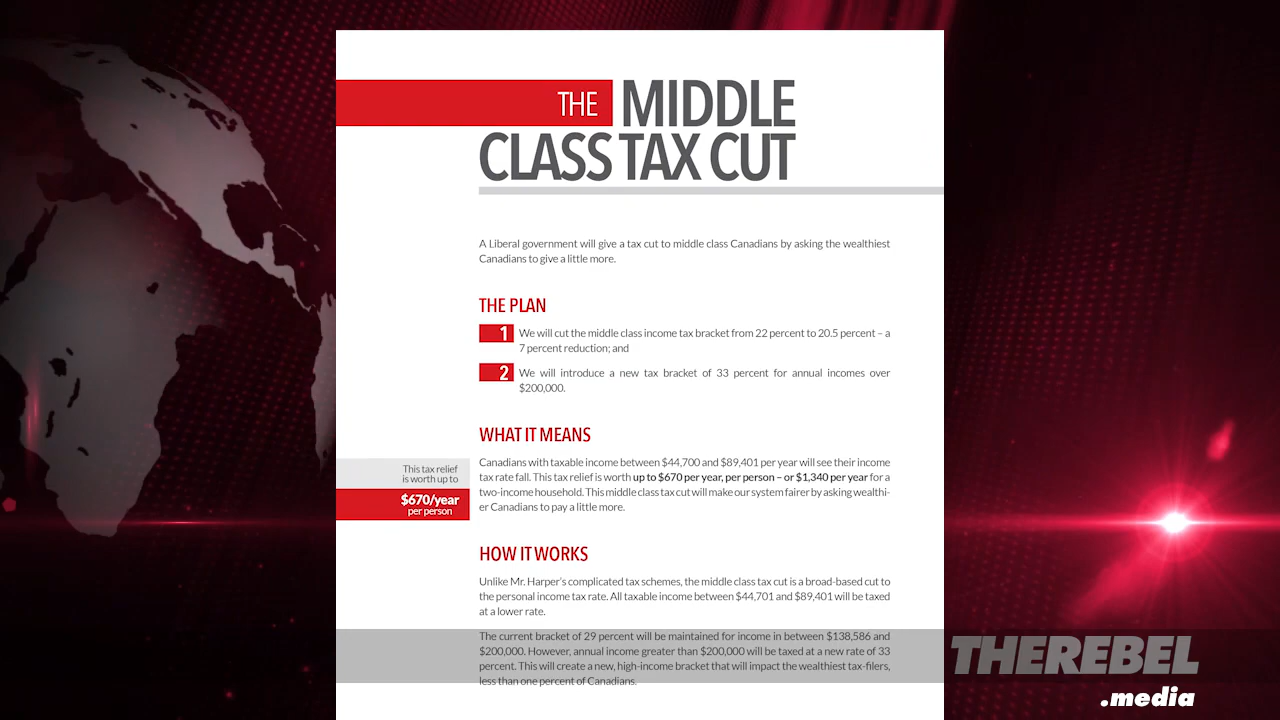 THE MIDDLE
CLASS TAX CUT
A Liberal government will give a tax cut to middle class Canadians by asking the wealthiest
Canadians to give a little more.
THE PLAN
1 We will cut the middle class income tax bracket from 22 percent to 20.5 percent – a
7 percent reduction; and
2 We will introduce a new tax bracket of 33 percent for annual incomes over
$200,000.
WHAT IT MEANS
Canadians with taxable income between $44,700 and $89,401 per year will see their income
tax rate fall. This tax relief is worth up to $670 per year, per person – or $1,340 per year for a
two-income household. This middle class tax cut will make our system fairer by asking wealthi-
er Canadians to pay a little more.
This tax relief
is worth up to
$670/year
per person
HOW IT WORKS
Unlike Mr. Harper's complicated tax schemes, the middle class tax cut is a broad-based cut to
the personal income tax rate. All taxable income between $44,701 and $89,401 will be taxed
at a lower rate.
The current bracket of 29 percent will be maintained for income in between $138,586 and
$200,000. However, annual income greater than $200,000 will be taxed at a new rate of 33
percent. This will create a new, high-income bracket that will impact the wealthiest tax-filers,
less than one percent of Canadians.
THEREBEL
.media